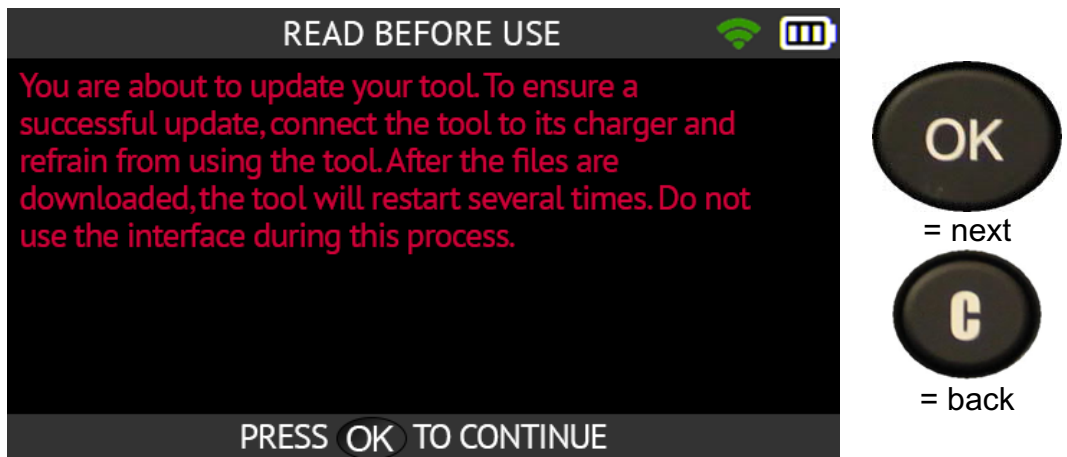 READ BEFORE USE
You are about to update your tool. To ensure a
successful update, connect the tool to its charger and
refrain from using the tool. After the files are
downloaded, the tool will restart several times. Do not
use the interface during this process.
PRESS OK TO CONTINUE
OK
= next
C
= back